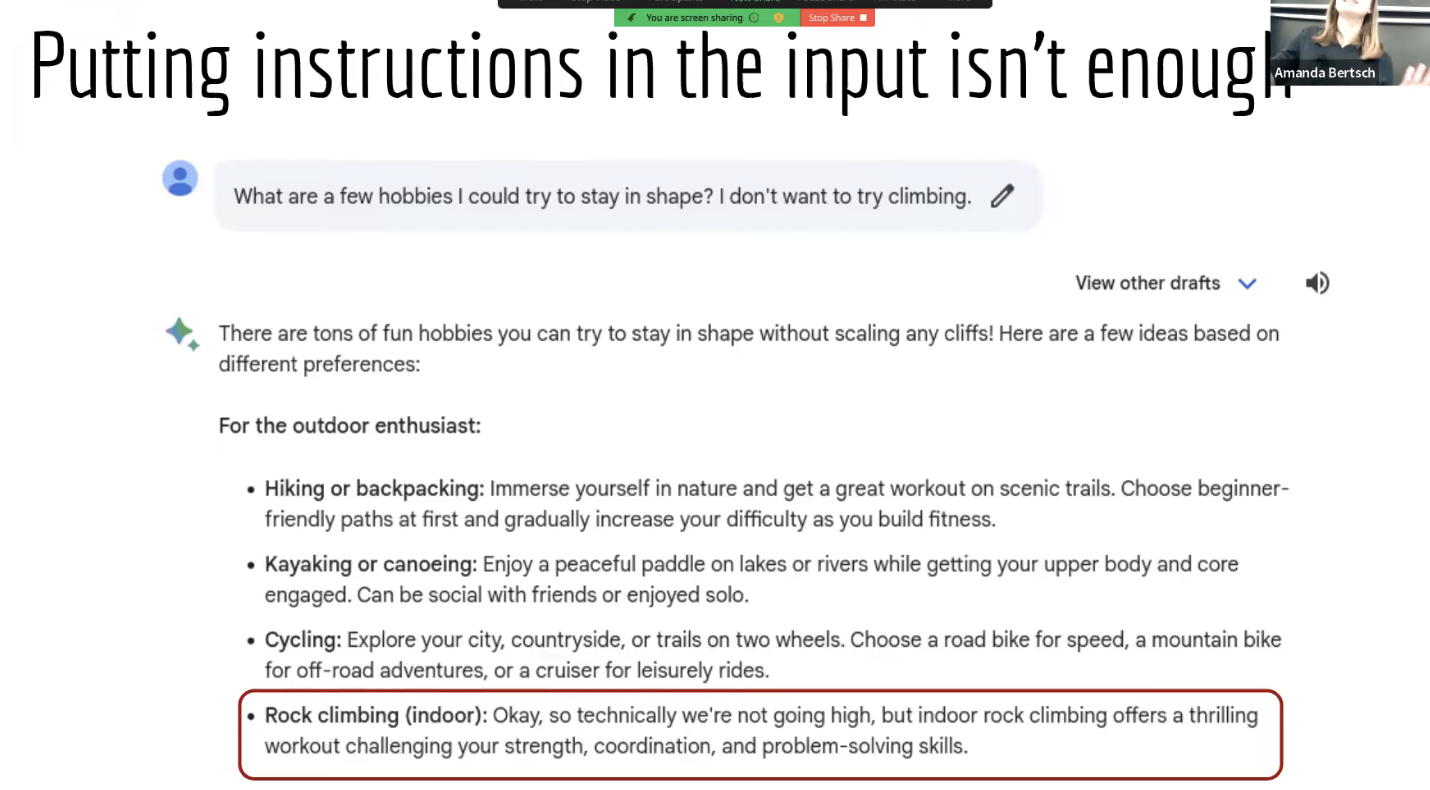 You are screen sharing
Stop Share
Putting instructions in the input isn't enough
Amanda Bertsch
What are a few hobbies I could try to stay in shape? I don't want to try climbing.
View other drafts
There are tons of fun hobbies you can try to stay in shape without scaling any cliffs! Here are a few ideas based on
different preferences:
For the outdoor enthusiast:
• Hiking or backpacking: Immerse yourself in nature and get a great workout on scenic trails. Choose beginner-
friendly paths at first and gradually increase your difficulty as you build fitness.
• Kayaking or canoeing: Enjoy a peaceful paddle on lakes or rivers while getting your upper body and core
engaged. Can be social with friends or enjoyed solo.
• Cycling: Explore your city, countryside, or trails on two wheels. Choose a road bike for speed, a mountain bike
for off-road adventures, or a cruiser for leisurely rides.
• Rock climbing (indoor): Okay, so technically we're not going high, but indoor rock climbing offers a thrilling
workout challenging your strength, coordination, and problem-solving skills.